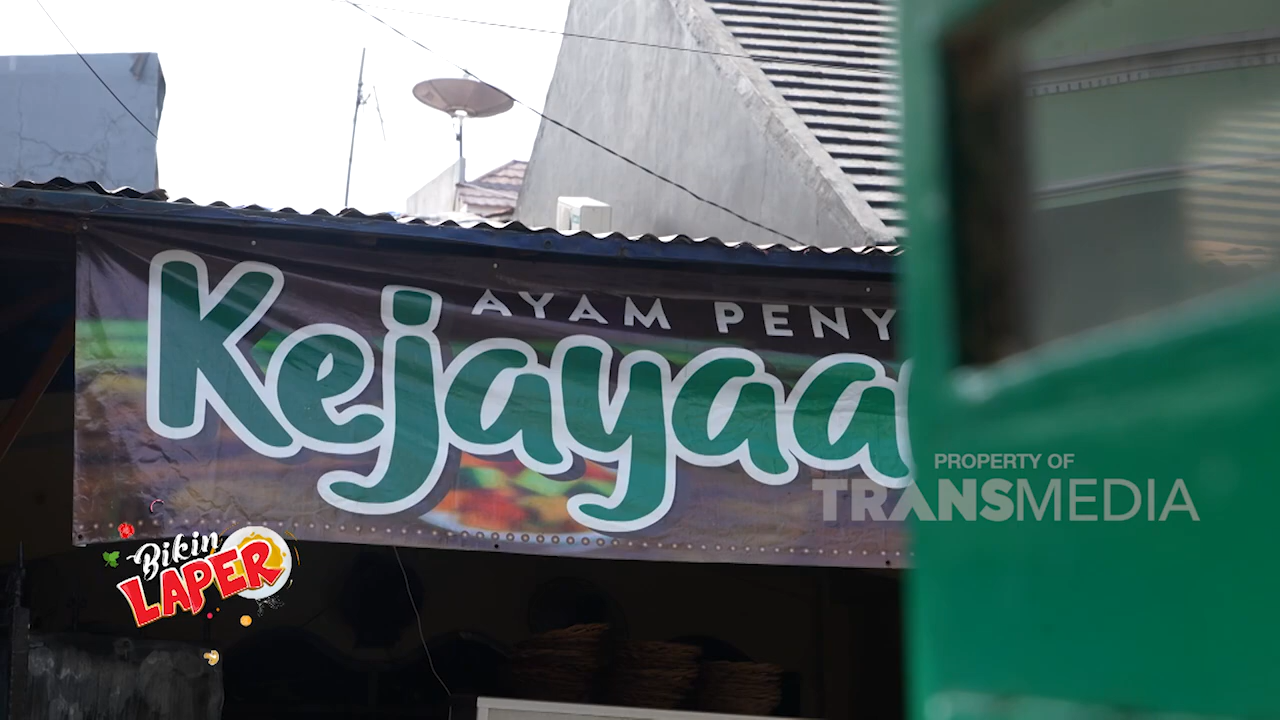 AYAM PENY
Kejayaa
PROPERTY OF
TRANSMEDIA
Bikin
LAPER